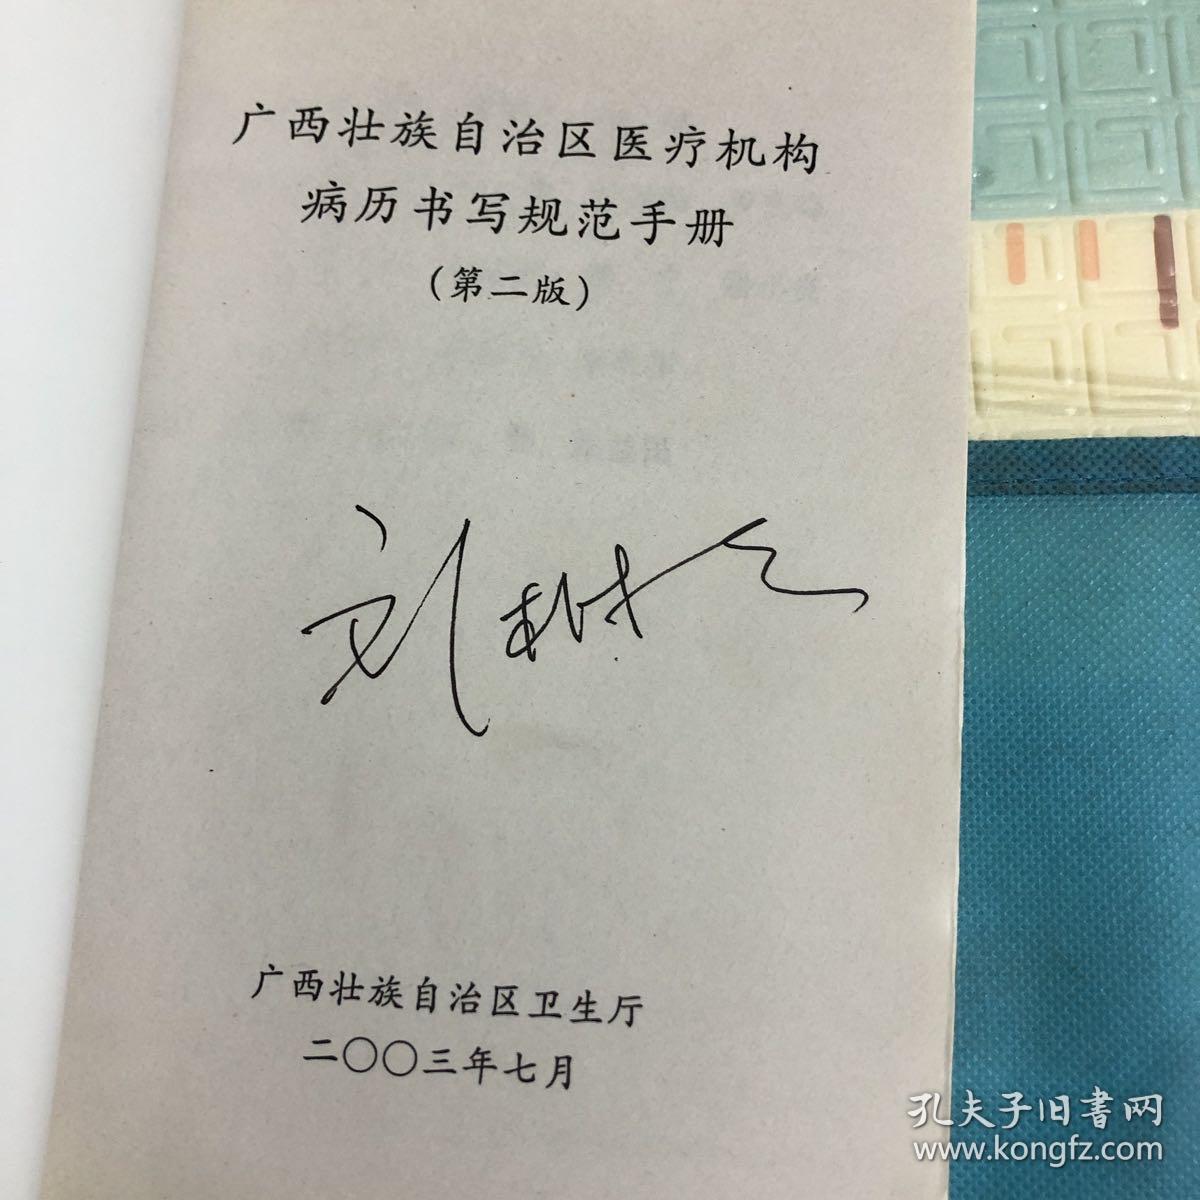 广西壮族自治区医疗机构
病历书写规范手册
(第二版)
刘
广西壮族自治区卫生厅
二〇〇三年七月
孔夫子旧書网
www.kongfz.com